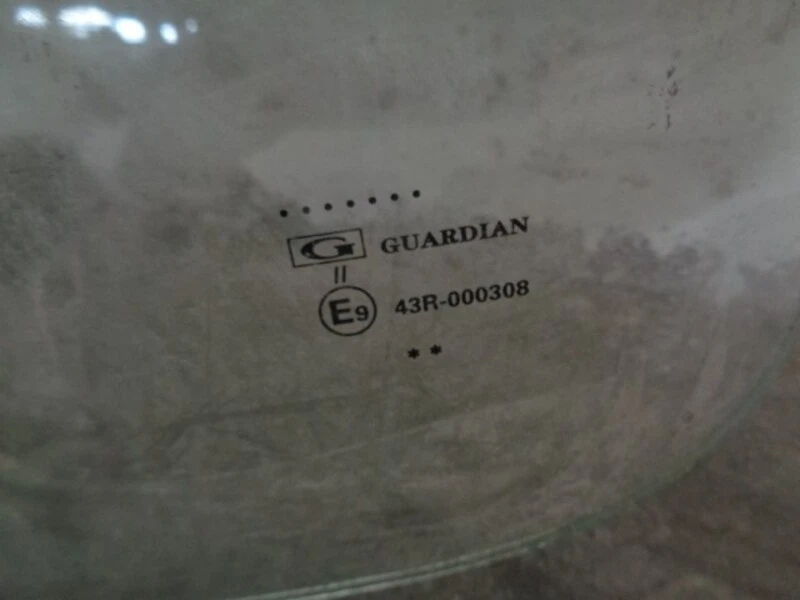 . . . . . . .
G GUARDIAN
II
E9 43R-000308
* *